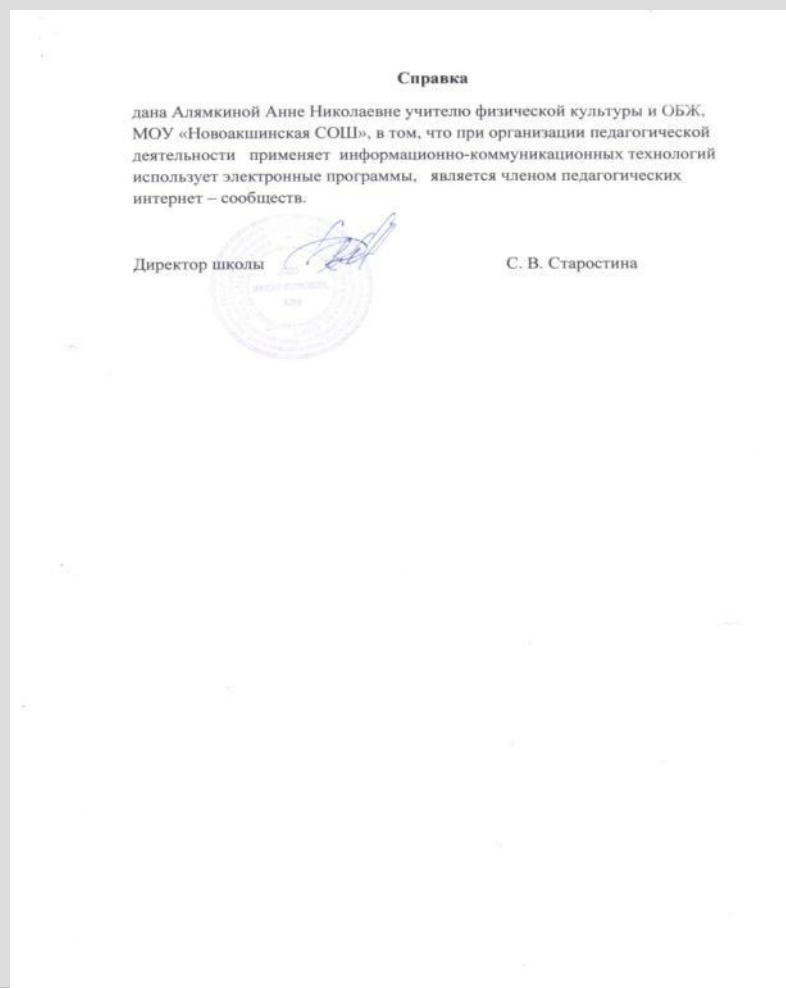 Справка
дана Алямкиной Анне Николаевне учителю физической культуры и ОБЖ,
МОУ «Новоакшинская СОШ», в том, что при организации педагогической
деятельности применяет информационно-коммуникационных технологий
использует электронные программы, является членом педагогических
интернет – сообществ.
Директор школы С. В. Старостина